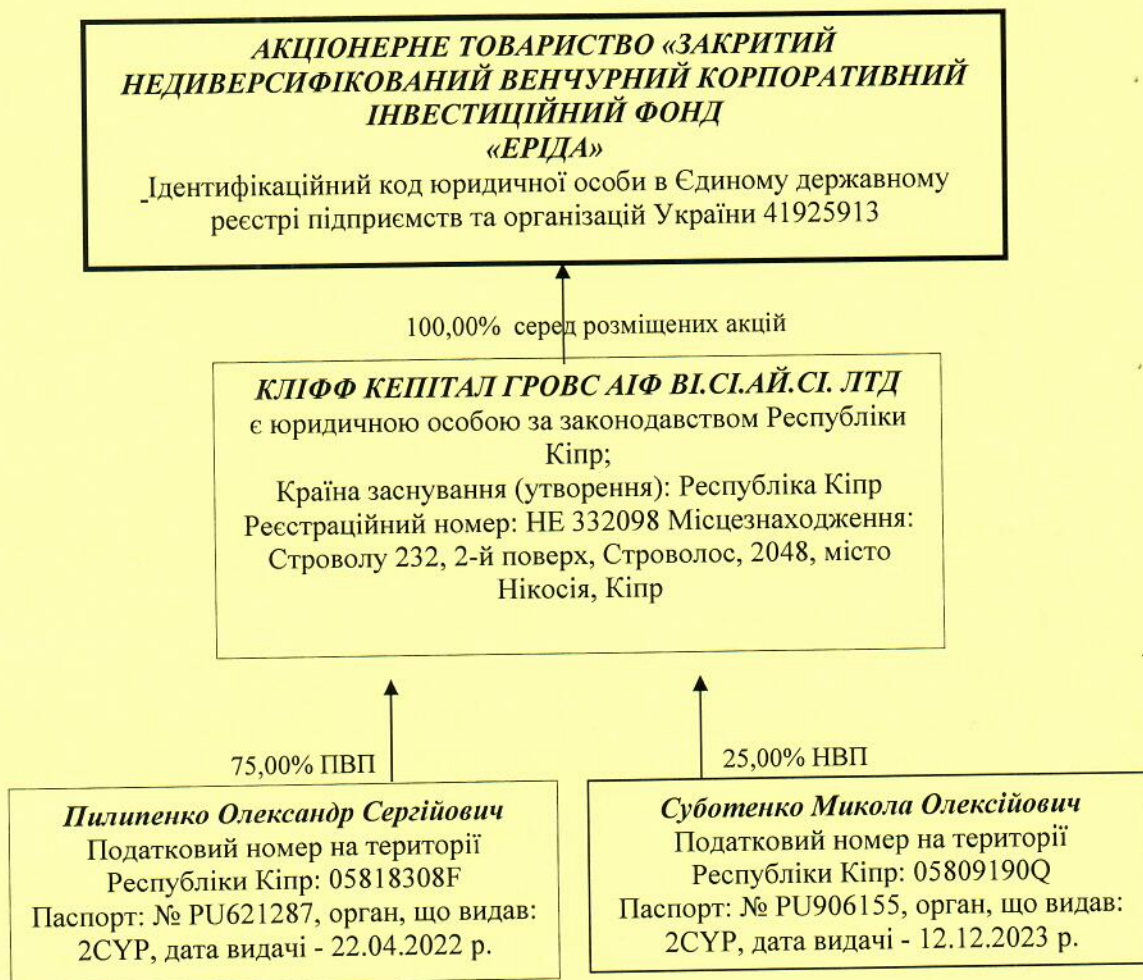 АКЦІОНЕРНЕ ТОВАРИСТВО «ЗАКРИТИЙ
НЕДИВЕРСИФІКОВАНИЙ ВЕНЧУРНИЙ КОРПОРАТИВНИЙ
ІНВЕСТИЦІЙНИЙ ФОНД
«ЕРІДА»
Ідентифікаційний код юридичної особи в Єдиному державному
реєстрі підприємств та організацій України 41925913
100,00% серед розміщених акцій
КЛІФФ КЕПІТАЛ ГРОВС АІФ ВІ.СІ.АЙ.СІ. ЛТД
є юридичною особою за законодавством Республіки
Кіпр;
Країна заснування (утворення): Республіка Кіпр
Реєстраційний номер: НЕ 332098 Місцезнаходження:
Строволу 232, 2-й поверх, Строволос, 2048, місто
Нікосія, Кіпр
75,00% ПВП
Пилипенко Олександр Сергійович
Податковий номер на території
Республіки Кіпр: 05818308F
Паспорт: № PU621287, орган, що видав:
2CYP, дата видачі - 22.04.2022 р.
25,00% НВП
Суботенко Микола Олексійович
Податковий номер на території
Республіки Кіпр: 05809190Q
Паспорт: № PU906155, орган, що видав:
2CYP, дата видачі - 12.12.2023 р.